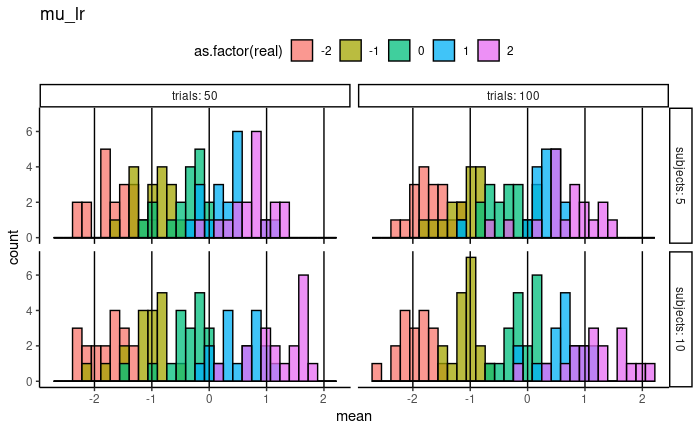 mu_lr
as.factor(real) -2 -1 0 1 2
trials: 50 trials: 100
6
4
2
0
subjects: 5
count
6
4
2
0
subjects: 10
-2 -1 0 1 2 -2 -1 0 1 2
mean